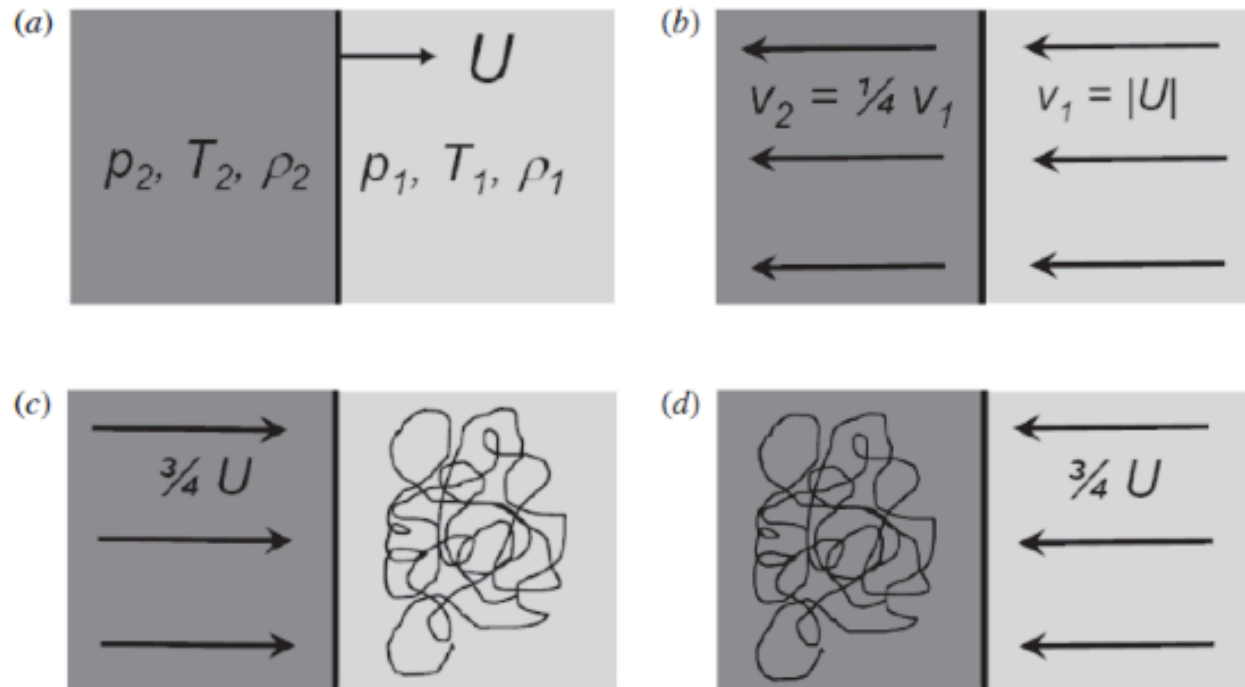 (a)
U
p₂, T₂, ρ₂ p₁, T₁, ρ₁
(b)
v₂ = ¼ v₁ v₁ = |U|
(c)
¾ U
(d)
¾ U